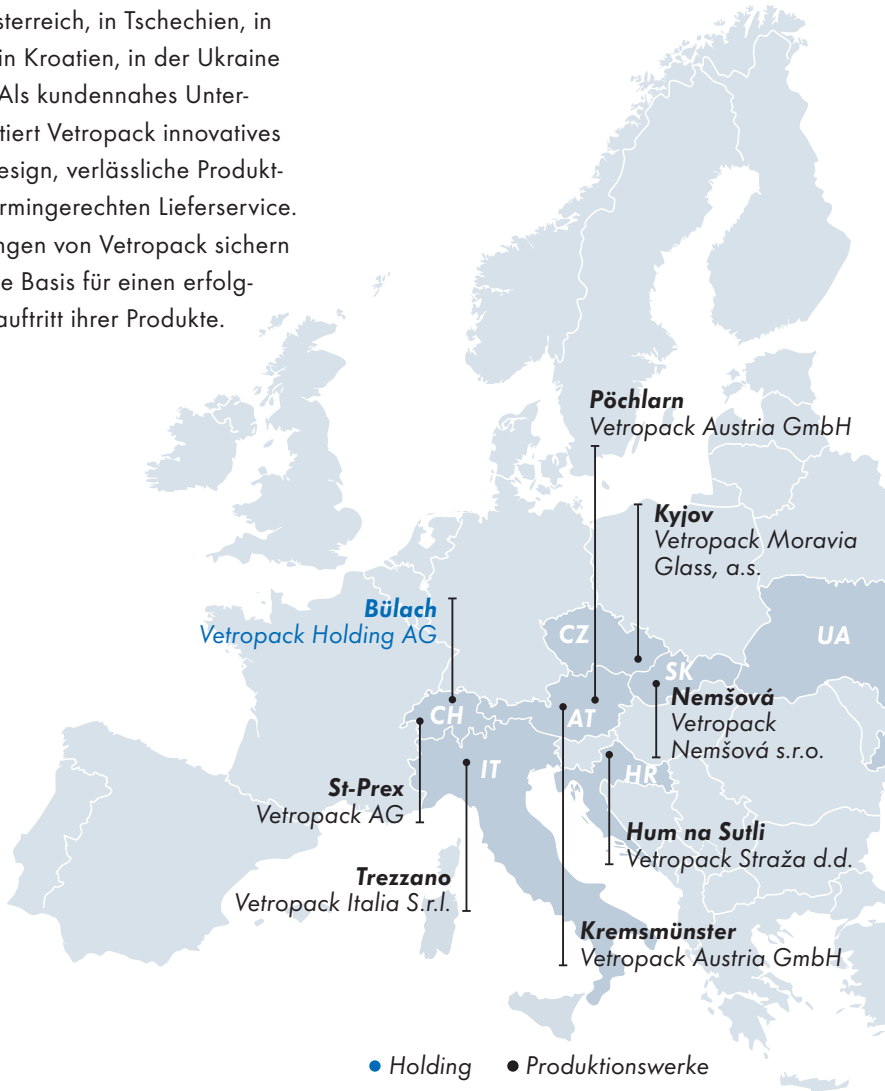 sterreich, in Tschechien, in
in Kroatien, in der Ukraine
Als kundennahes Unter-
tiert Vetropack innovatives
esign, verlässliche Produkt-
rmingerechten Lieferservice.
ngen von Vetropack sichern
e Basis für einen erfolg-
auftritt ihrer Produkte.
Pöchlarn
Vetropack Austria GmbH
Kyjov
Vetropack Moravia
Glass, a.s.
Bülach
Vetropack Holding AG
CZ
UA
SK
Nemšová
Vetropack
Nemšová s.r.o.
CH
AT
IT
HR
St-Prex
Vetropack AG
Hum na Sutli
Vetropack Straža d.d.
Trezzano
Vetropack Italia S.r.l.
Kremsmünster
Vetropack Austria GmbH
Holding
Produktionswerke